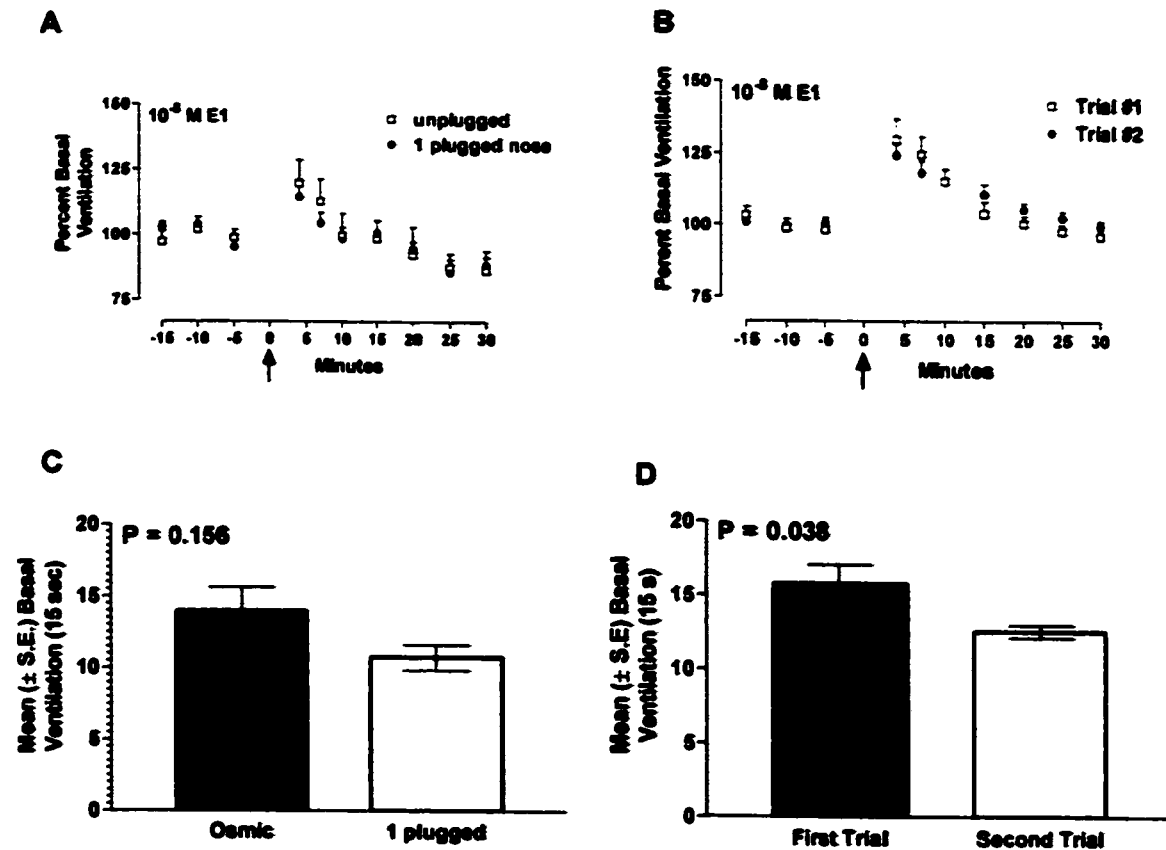 A
Percent Basal
Ventilation
150
125
100
75
10⁻⁸ M E1
unplugged
1 plugged nose
-15 -10 -5 0 5 10 15 20 25 30
Minutes
B
Perent Basal Ventilation
150
125
100
75
10⁻⁸ M E1
Trial #1
Trial #2
-15 -10 -5 0 5 10 15 20 25 30
Minutes
C
Mean (± S.E.) Basal
Ventilation (15 sec)
20
15
10
5
0
P = 0.156
Osmic 1 plugged
D
Mean (± S.E) Basal
Ventilation (15 s)
20
15
10
5
0
P = 0.038
First Trial Second Trial